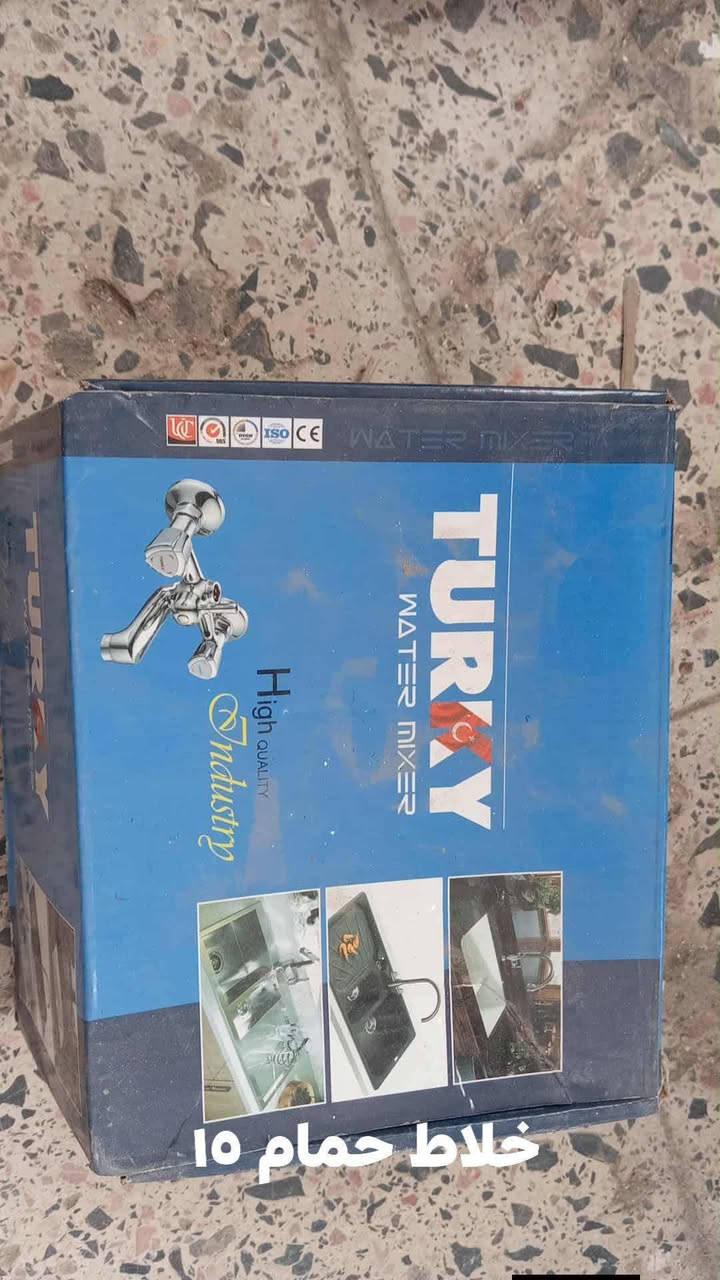 WATER MIXER
ISO
CE
TURKY
WATER MIXER
High QUALITY
Industry
TURKY
خلاط حمام ١٥